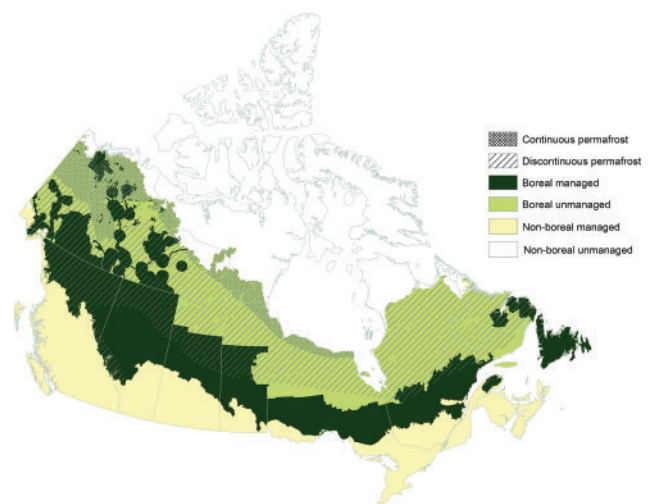 Continuous permafrost
Discontinuous permafrost
Boreal managed
Boreal unmanaged
Non-boreal managed
Non-boreal unmanaged